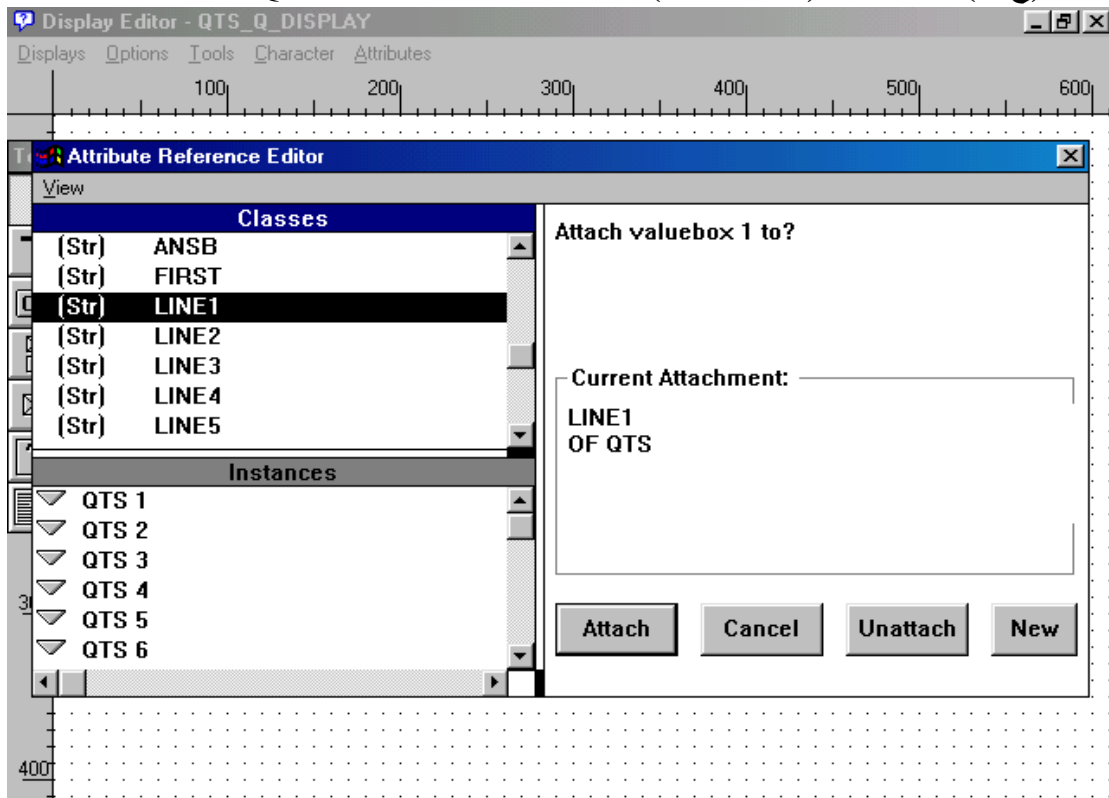 Display Editor - QTS_Q_DISPLAY
Displays Options Tools Character Attributes
100 200 300 400 500 600
Attribute Reference Editor
View
Classes
(Str) ANSB
(Str) FIRST
(Str) LINE1
(Str) LINE2
(Str) LINE3
(Str) LINE4
(Str) LINE5
Instances
QTS 1
QTS 2
QTS 3
QTS 4
QTS 5
QTS 6
Attach valuebox 1 to?
Current Attachment:
LINE1
OF QTS
Attach Cancel Unattach New
400